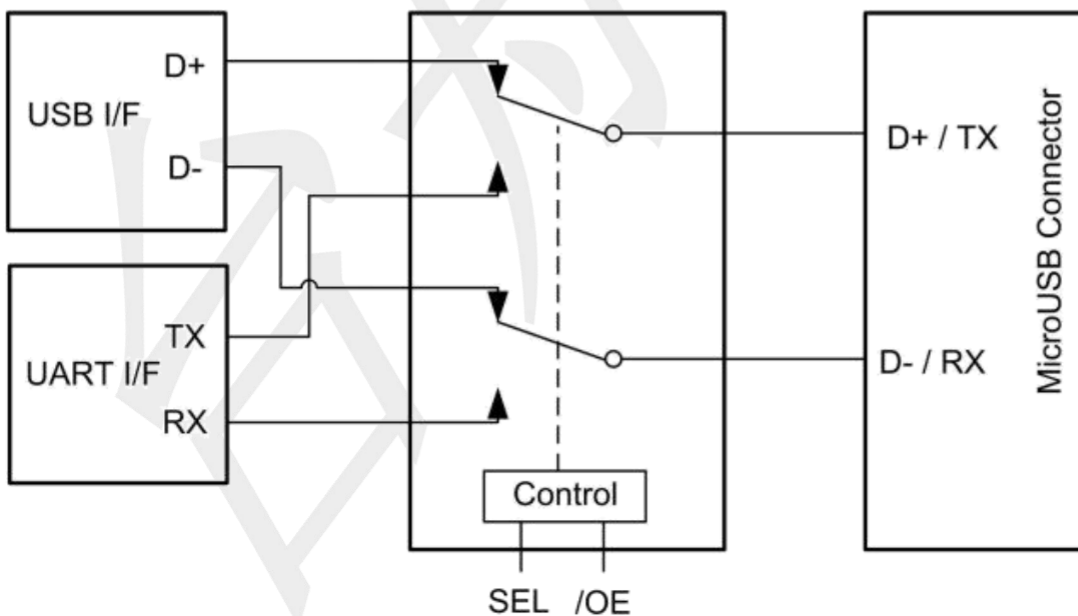 D+
USB I/F
D-
TX
UART I/F
RX
Control
SEL /OE
D+ / TX
D- / RX
MicroUSB Connector